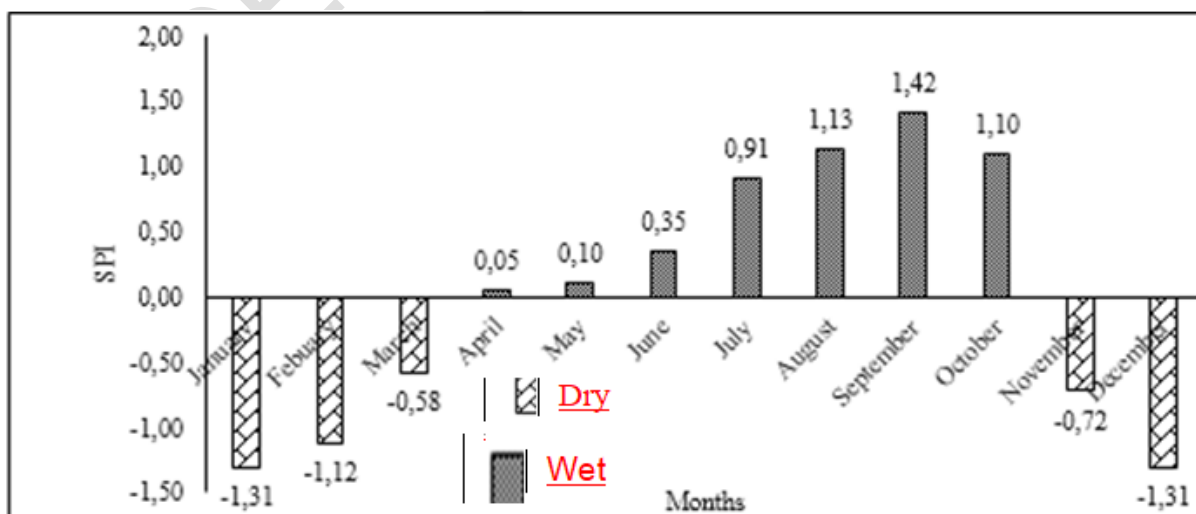 2,00
1,50
1,00
0,50
0,00
-0,50
-1,00
-1,50
SPI
-1,31
-1,12
-0,58
0,05
0,10
0,35
0,91
1,13
1,42
1,10
-0,72
-1,31
January
Febuary
March
April
May
June
July
August
September
October
November
December
Dry
Wet
Months